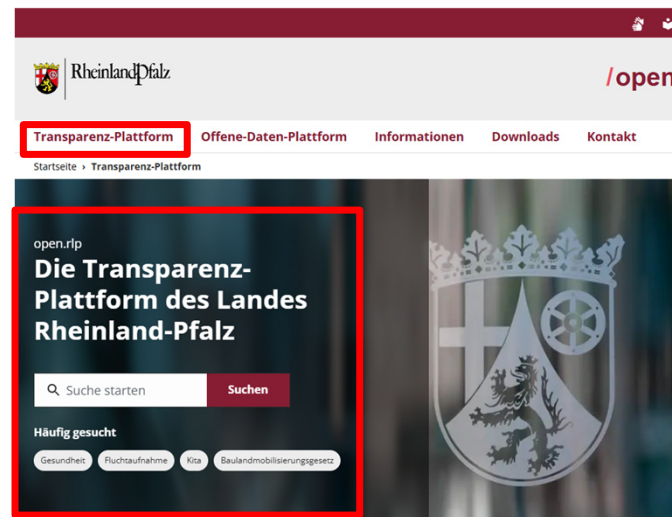 RheinlandPfalz
/open
Transparenz-Plattform Offene-Daten-Plattform Informationen Downloads Kontakt
Startseite › Transparenz-Plattform
open.rlp
Die Transparenz-
Plattform des Landes
Rheinland-Pfalz
Suche starten Suchen
Häufig gesucht
Gesundheit Fluchtaufnahme Kita Baulandmobilisierungsgesetz